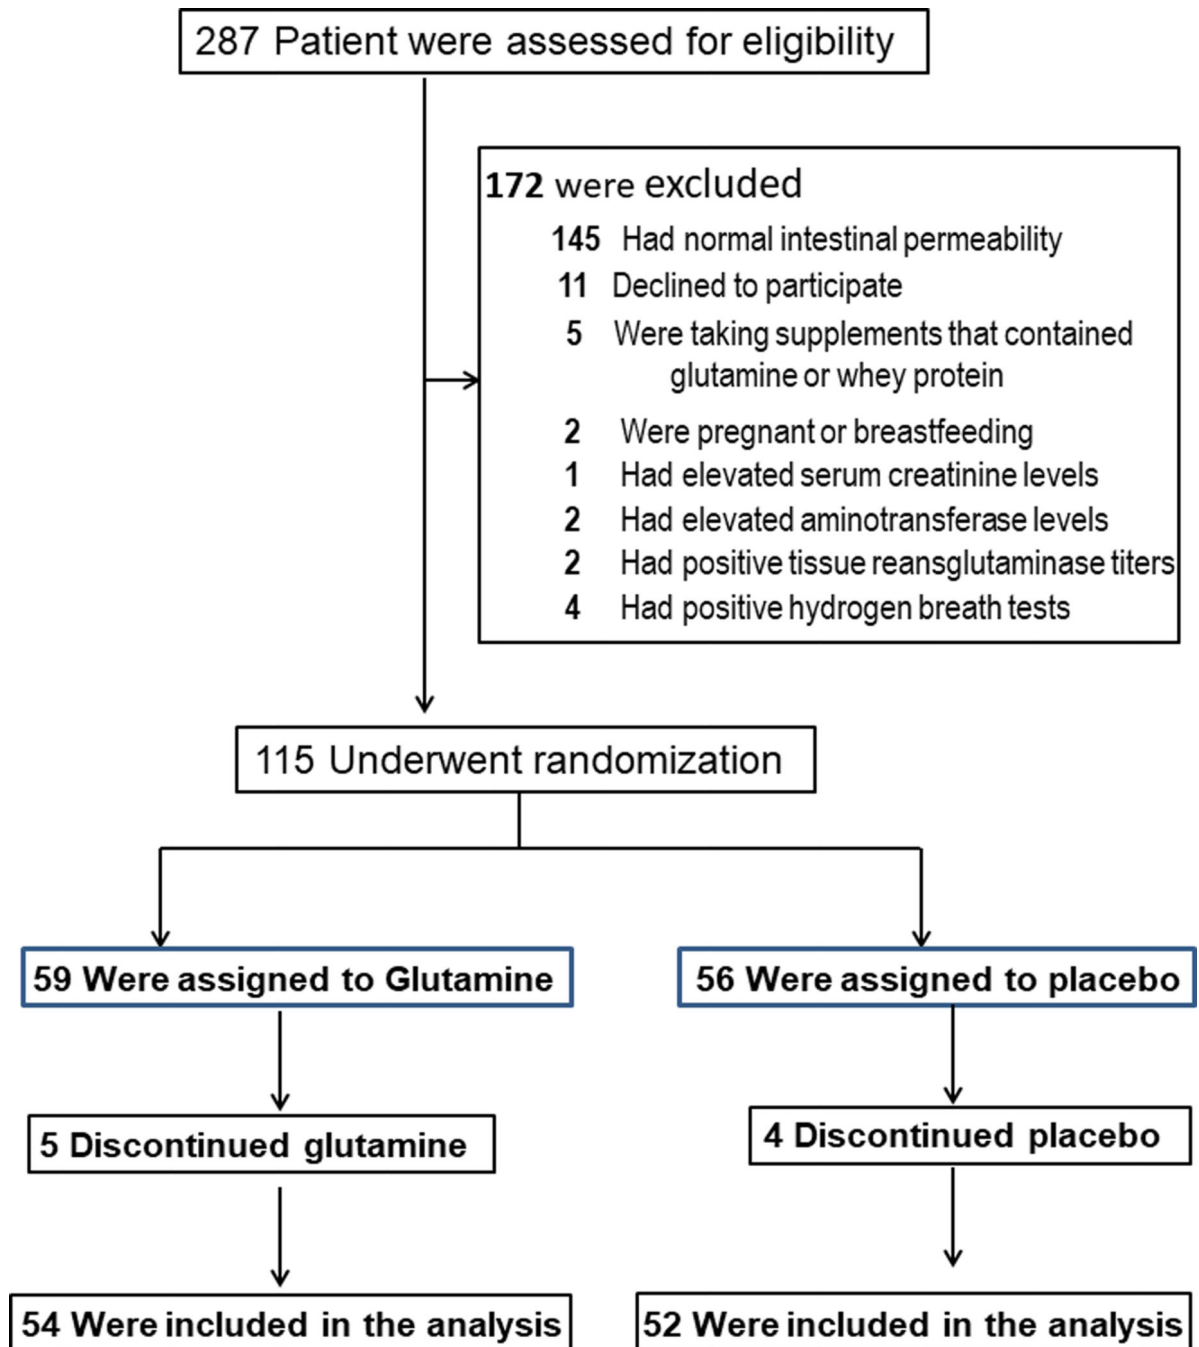 287 Patient were assessed for eligibility
172 were excluded
145 Had normal intestinal permeability
11 Declined to participate
5 Were taking supplements that contained
glutamine or whey protein
2 Were pregnant or breastfeeding
1 Had elevated serum creatinine levels
2 Had elevated aminotransferase levels
2 Had positive tissue reansglutaminase titers
4 Had positive hydrogen breath tests
115 Underwent randomization
59 Were assigned to Glutamine
56 Were assigned to placebo
5 Discontinued glutamine
4 Discontinued placebo
54 Were included in the analysis
52 Were included in the analysis